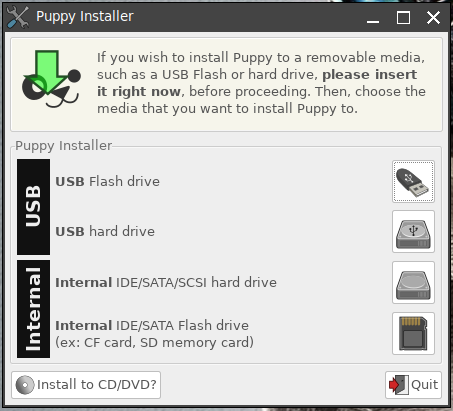 Puppy Installer
If you wish to install Puppy to a removable media,
such as a USB Flash or hard drive, please insert
it right now, before proceeding. Then, choose the
media that you want to install Puppy to.
Puppy Installer
USB
USB Flash drive
USB hard drive
Internal
Internal IDE/SATA/SCSI hard drive
Internal IDE/SATA Flash drive
(ex: CF card, SD memory card)
Install to CD/DVD?
Quit